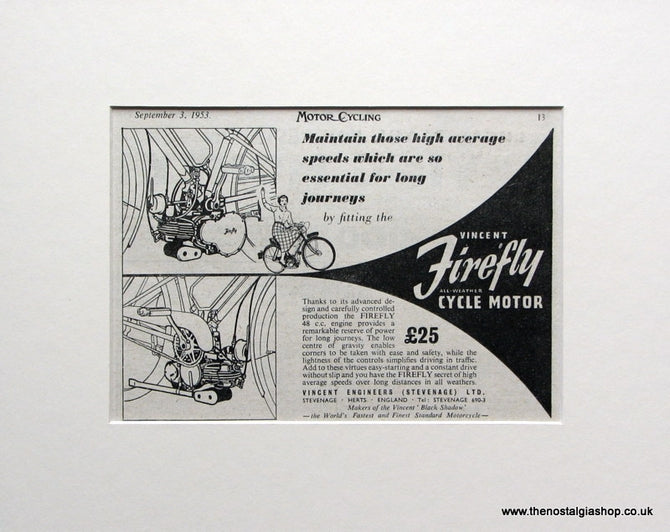 September 3, 1953.
MOTOR CYCLING
13
Maintain those high average
speeds which are so
essential for long
journeys
by fitting the
Firefly
VINCENT
Firefly
ALL-WEATHER
CYCLE MOTOR
Thanks to its advanced de-
sign and carefully controlled
production the FIREFLY
48 c.c. engine provides a
remarkable reserve of power
for long journeys. The low
centre of gravity enables
corners to be taken with ease and safety, while the
lightness of the controls simplifies driving in traffic.
Add to these virtues easy-starting and a constant drive
without slip and you have the FIREFLY secret of high
average speeds over long distances in all weathers.
£25
VINCENT ENGINEERS (STEVENAGE) LTD.
STEVENAGE · HERTS · ENGLAND · Tel: STEVENAGE 690-3
Makers of the Vincent 'Black Shadow,'
—the World's Fastest and Finest Standard Motorcycle—
www.thenostalgiashop.co.uk